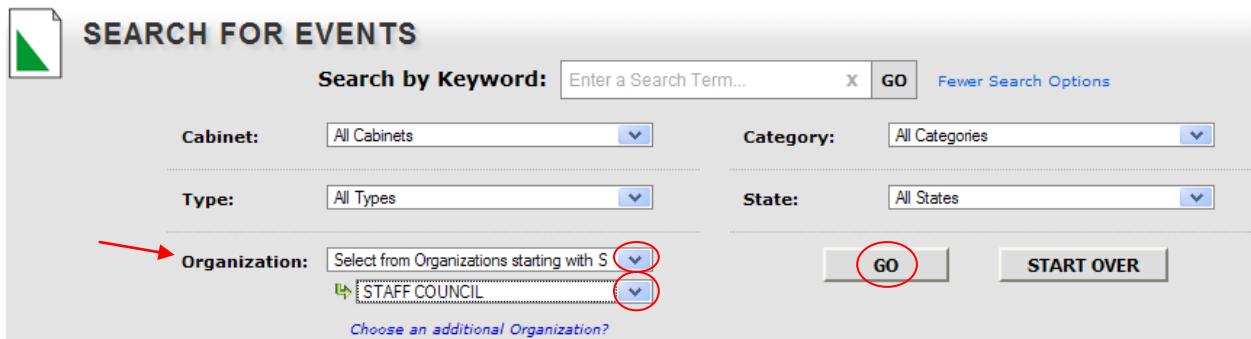 SEARCH FOR EVENTS
Search by Keyword: Enter a Search Term... X GO Fewer Search Options
Cabinet: All Cabinets Category: All Categories
Type: All Types State: All States
Organization: Select from Organizations starting with S GO START OVER
STAFF COUNCIL
Choose an additional Organization?